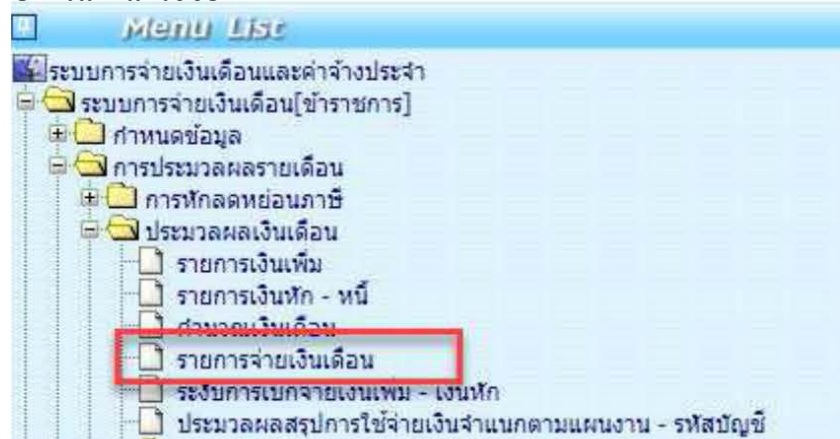 Menu List
ระบบการจ่ายเงินเดือนและค่าจ้างประจำ
ระบบการจ่ายเงินเดือน[ข้าราชการ]
กำหนดข้อมูล
การประมวลผลรายเดือน
การหักลดหย่อนภาษี
ประมวลผลเงินเดือน
รายการเงินเพิ่ม
รายการเงินหัก - หนี้
คำนวณเงินเดือน
รายการจ่ายเงินเดือน
ระงับการเบิกจ่ายเงินเพิ่ม - เงินหัก
ประมวลผลสรุปการใช้จ่ายเงินจำแนกตามแผนงาน - รหัสบัญชี